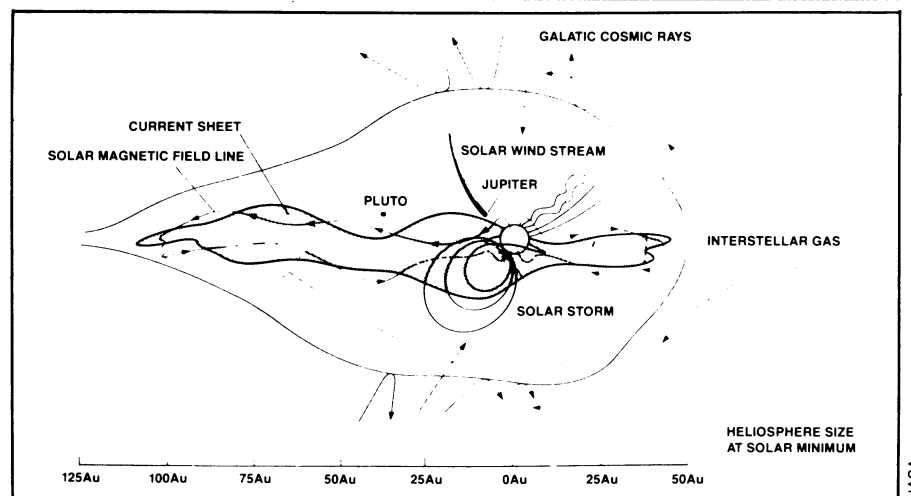 GALATIC COSMIC RAYS
CURRENT SHEET
SOLAR MAGNETIC FIELD LINE
SOLAR WIND STREAM
PLUTO
JUPITER
INTERSTELLAR GAS
SOLAR STORM
HELIOSPHERE SIZE
AT SOLAR MINIMUM
125Au 100Au 75Au 50Au 25Au 0Au 25Au 50Au
NASA